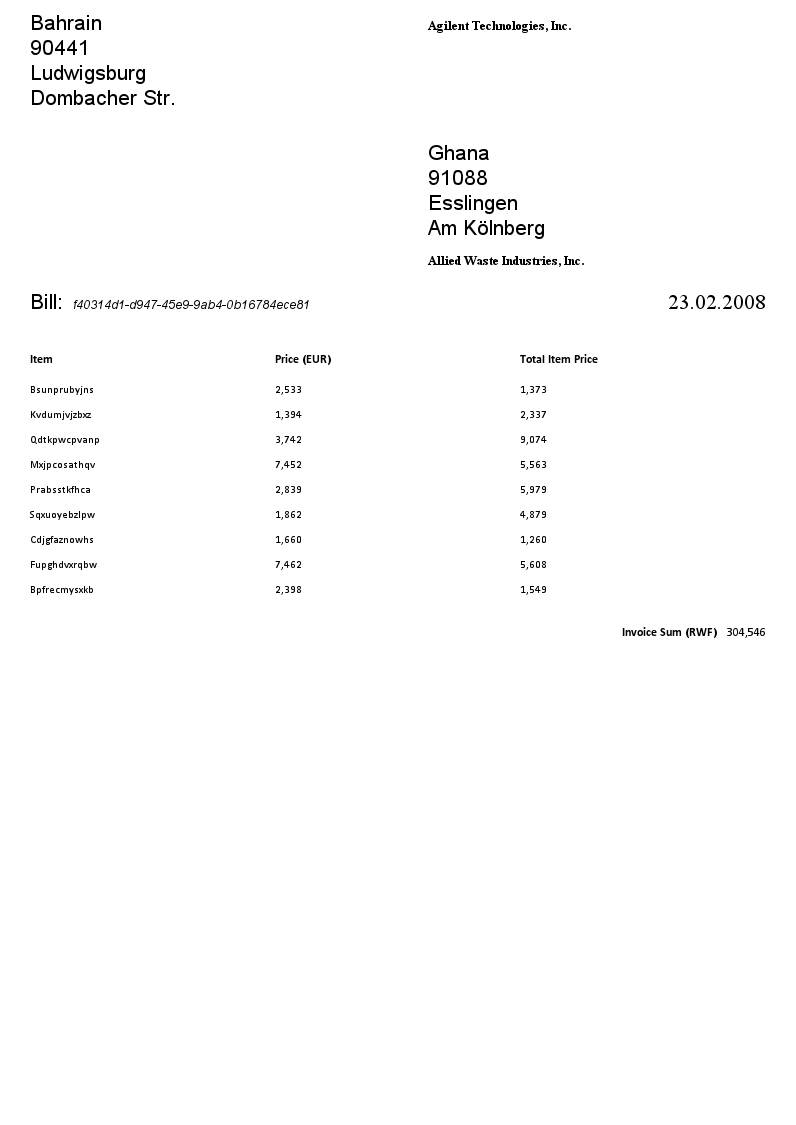 Bahrain
90441
Ludwigsburg
Dombacher Str.
Agilent Technologies, Inc.
Ghana
91088
Esslingen
Am Kölnberg
Allied Waste Industries, Inc.
Bill: f40314d1-d947-45e9-9ab4-0b16784ece81 23.02.2008
Item Price (EUR) Total Item Price
Bsunprubyjns 2,533 1,373
Kvdumjvjzbxz 1,394 2,337
Qdtkpwcpvanp 3,742 9,074
Mxjpcosathqv 7,452 5,563
Prabsstkfhca 2,839 5,979
Sqxuoyebzlpw 1,862 4,879
Cdjgfaznowhs 1,660 1,260
Fupghdvxrqbw 7,462 5,608
Bpfrecmysxkb 2,398 1,549
Invoice Sum (RWF) 304,546